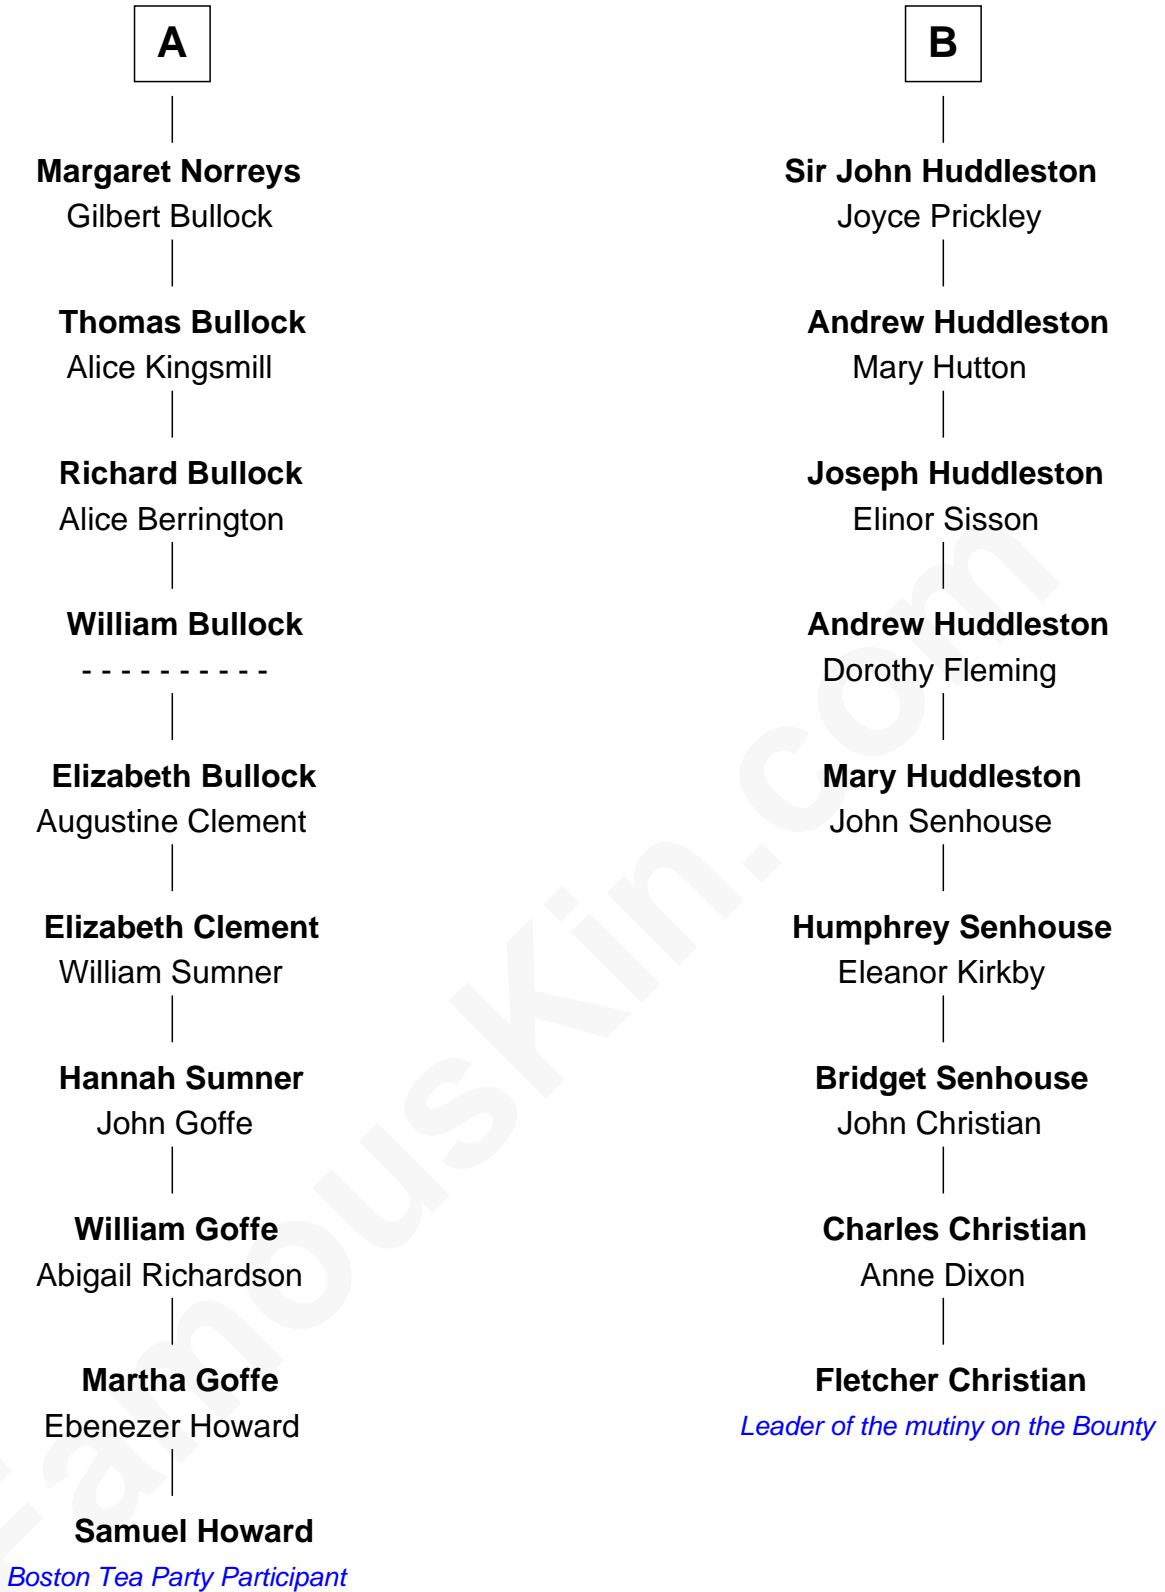 A
Margaret Norreys
Gilbert Bullock
Thomas Bullock
Alice Kingsmill
Richard Bullock
Alice Berrington
William Bullock
- - - - - - - - - -
Elizabeth Bullock
Augustine Clement
Elizabeth Clement
William Sumner
Hannah Sumner
John Goffe
William Goffe
Abigail Richardson
Martha Goffe
Ebenezer Howard
Samuel Howard
Boston Tea Party Participant
B
Sir John Huddleston
Joyce Prickley
Andrew Huddleston
Mary Hutton
Joseph Huddleston
Elinor Sisson
Andrew Huddleston
Dorothy Fleming
Mary Huddleston
John Senhouse
Humphrey Senhouse
Eleanor Kirkby
Bridget Senhouse
John Christian
Charles Christian
Anne Dixon
Fletcher Christian
Leader of the mutiny on the Bounty
FamousKin.com